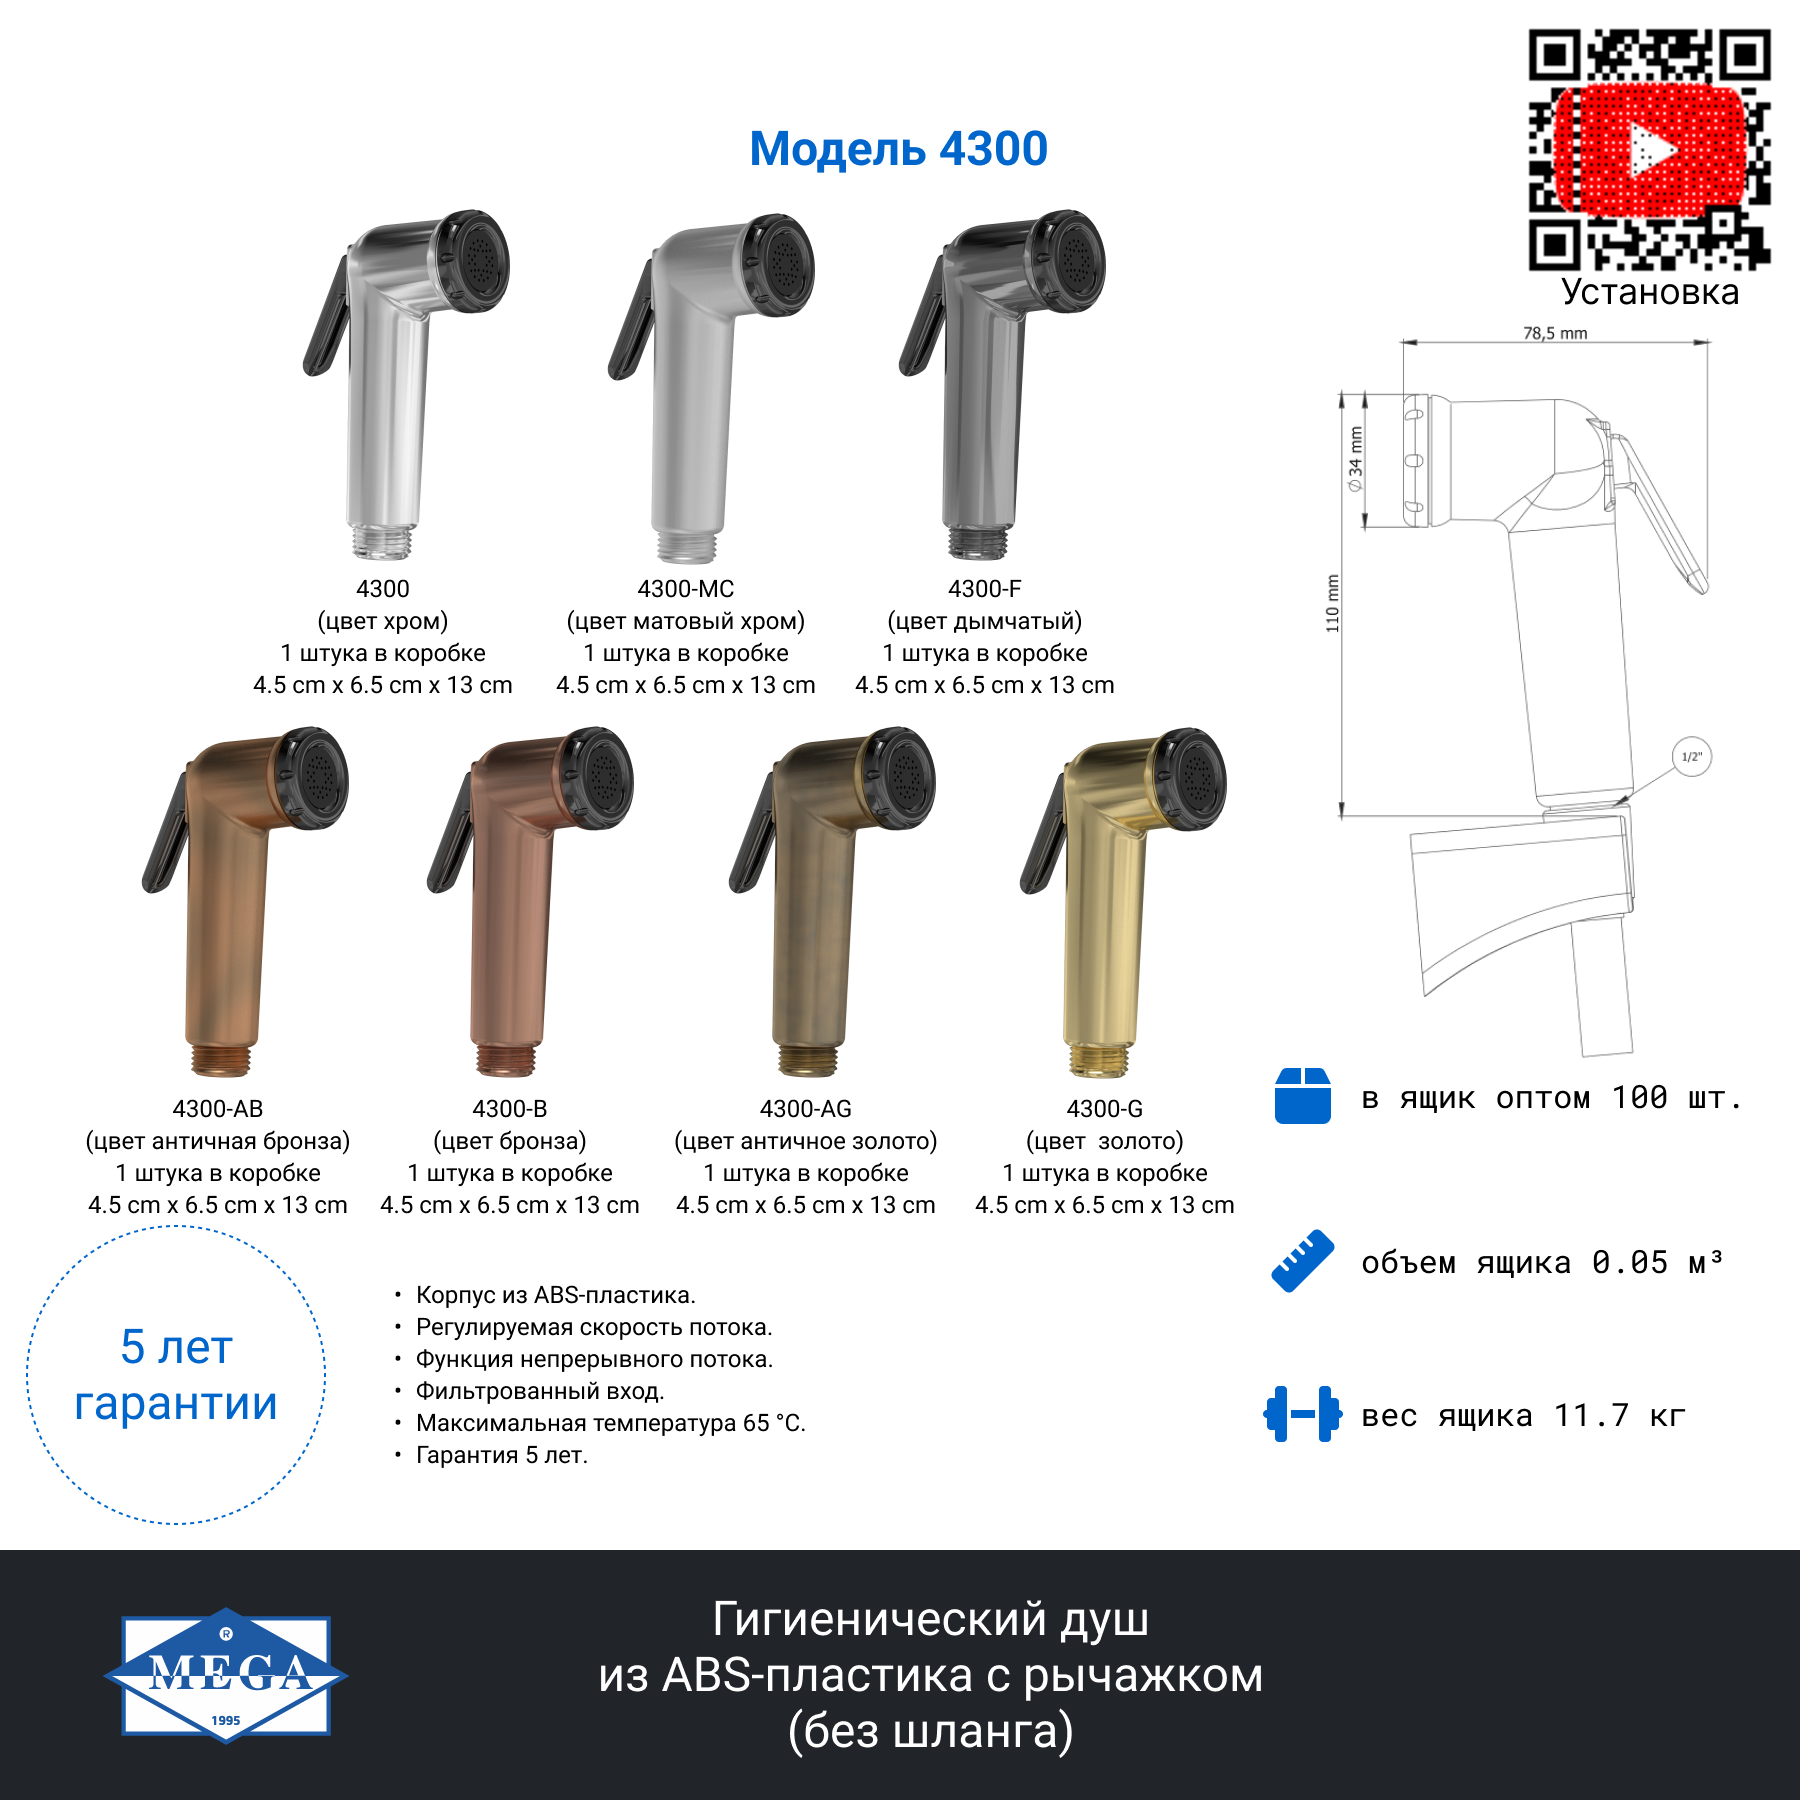 Модель 4300
Установка
78,5 mm
Ø 34 mm
110 mm
1/2"
4300
(цвет хром)
1 штука в коробке
4.5 cm x 6.5 cm x 13 cm
4300-MC
(цвет матовый хром)
1 штука в коробке
4.5 cm x 6.5 cm x 13 cm
4300-F
(цвет дымчатый)
1 штука в коробке
4.5 cm x 6.5 cm x 13 cm
4300-AB
(цвет античная бронза)
1 штука в коробке
4.5 cm x 6.5 cm x 13 cm
4300-B
(цвет бронза)
1 штука в коробке
4.5 cm x 6.5 cm x 13 cm
4300-AG
(цвет античное золото)
1 штука в коробке
4.5 cm x 6.5 cm x 13 cm
4300-G
(цвет  золото)
1 штука в коробке
4.5 cm x 6.5 cm x 13 cm
в ящик оптом 100 шт.
объем ящика 0.05 м³
вес ящика 11.7 кг
5 лет
гарантии
• Корпус из ABS-пластика.
• Регулируемая скорость потока.
• Функция непрерывного потока.
• Фильтрованный вход.
• Максимальная температура 65 °C.
• Гарантия 5 лет.
®
MEGA
1995
Гигиенический душ
из ABS-пластика с рычажком
(без шланга)